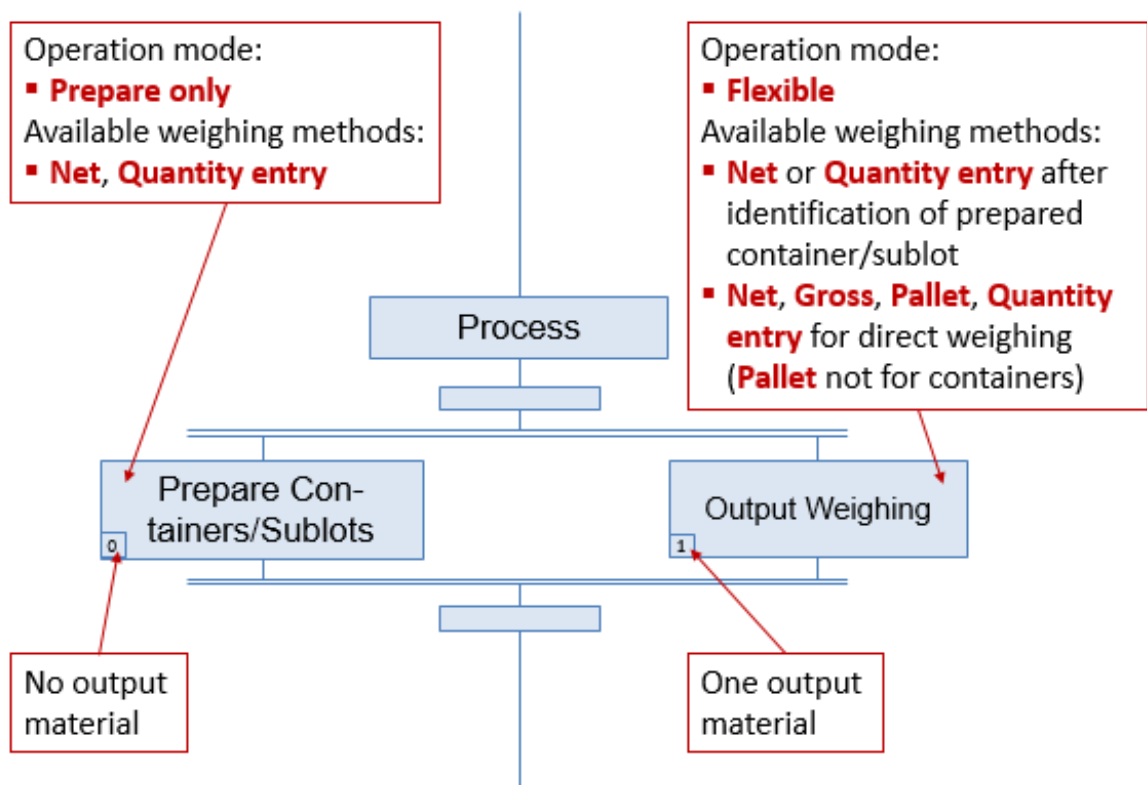 Operation mode:
▪ Prepare only
Available weighing methods:
▪ Net, Quantity entry
Operation mode:
▪ Flexible
Available weighing methods:
▪ Net or Quantity entry after
identification of prepared
container/sublot
▪ Net, Gross, Pallet, Quantity
entry for direct weighing
(Pallet not for containers)
Process
Prepare Con-
tainers/Sublots
0
Output Weighing
1
No output
material
One output
material